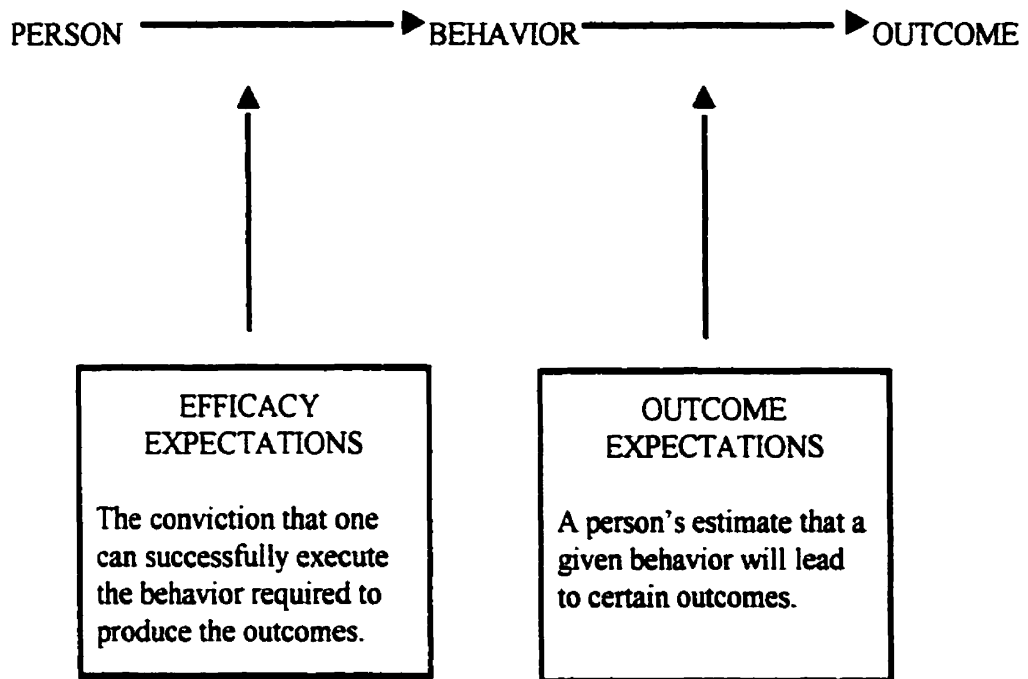 PERSON BEHAVIOR OUTCOME
EFFICACY
EXPECTATIONS
The conviction that one
can successfully execute
the behavior required to
produce the outcomes.
OUTCOME
EXPECTATIONS
A person's estimate that a
given behavior will lead
to certain outcomes.